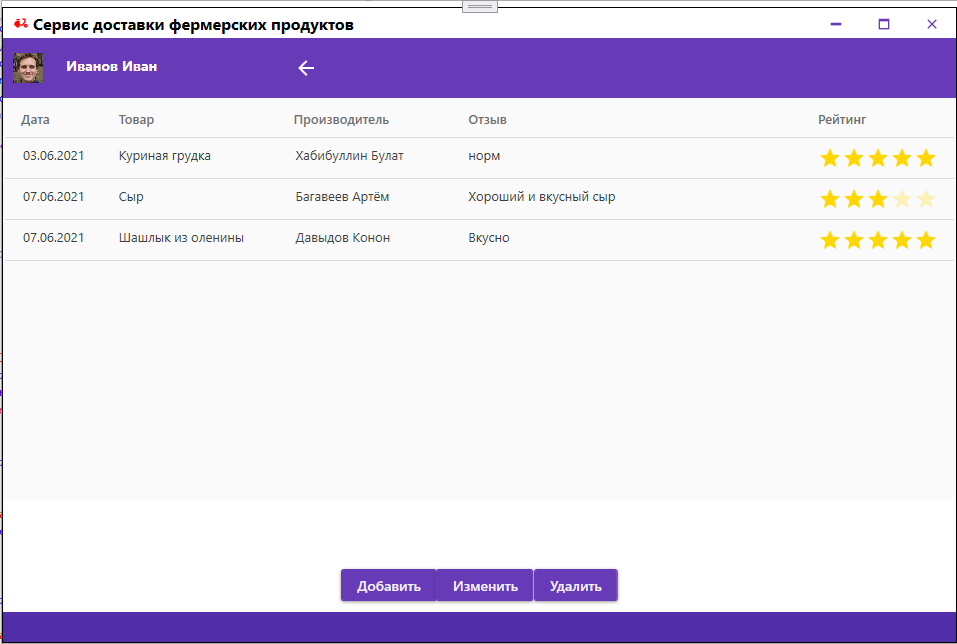 Сервис доставки фермерских продуктов
Иванов Иван
Дата Товар Производитель Отзыв Рейтинг
03.06.2021 Куриная грудка Хабибуллин Булат норм
07.06.2021 Сыр Багавеев Артём Хороший и вкусный сыр
07.06.2021 Шашлык из оленины Давыдов Конон Вкусно
Добавить Изменить Удалить